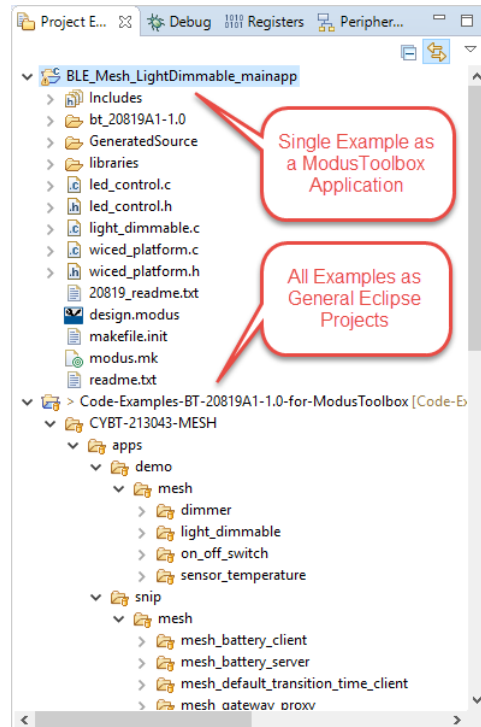 Project E...
Debug
Registers
Peripher...
BLE_Mesh_LightDimmable_mainapp
Includes
bt_20819A1-1.0
GeneratedSource
libraries
led_control.c
led_control.h
light_dimmable.c
wiced_platform.c
wiced_platform.h
20819_readme.txt
design.modus
makefile.init
modus.mk
readme.txt
Single Example as
a ModusToolbox
Application
All Examples as
General Eclipse
Projects
> Code-Examples-BT-20819A1-1.0-for-ModusToolbox [Code-Ex
CYBT-213043-MESH
apps
demo
mesh
dimmer
light_dimmable
on_off_switch
sensor_temperature
snip
mesh
mesh_battery_client
mesh_battery_server
mesh_default_transition_time_client
mesh_gateway_proxy